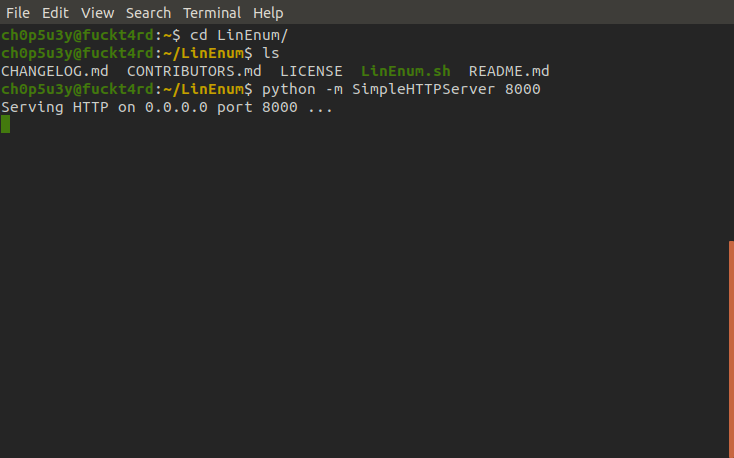 File Edit View Search Terminal Help
ch0p5u3y@fuckt4rd:~$ cd LinEnum/
ch0p5u3y@fuckt4rd:~/LinEnum$ ls
CHANGELOG.md  CONTRIBUTORS.md  LICENSE  LinEnum.sh  README.md
ch0p5u3y@fuckt4rd:~/LinEnum$ python -m SimpleHTTPServer 8000
Serving HTTP on 0.0.0.0 port 8000 ...